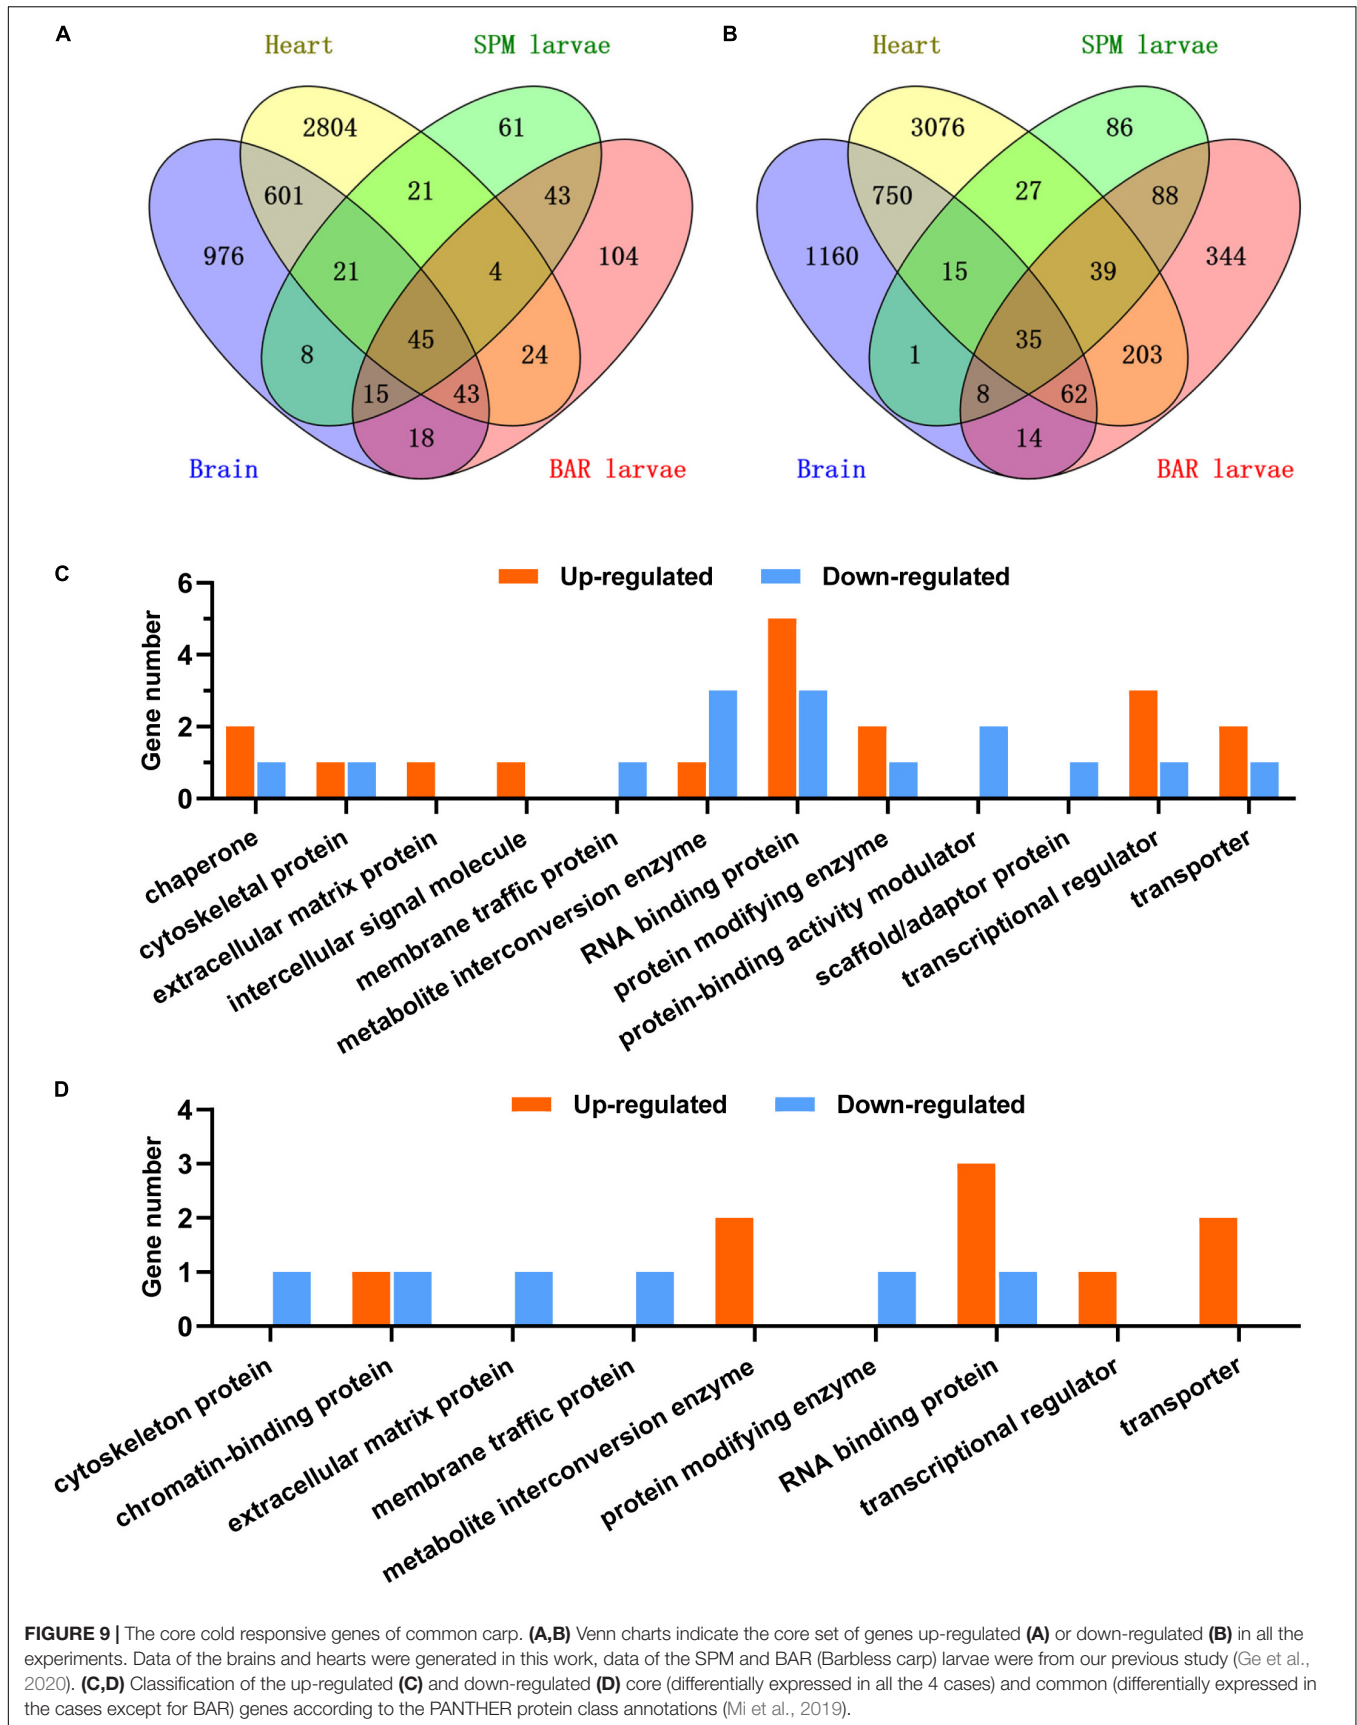 A
B
Heart
SPM larvae
Heart
SPM larvae
2804
61
3076
86
601
21
43
750
27
88
976
21
4
104
1160
15
39
344
45
35
8
24
1
203
15
43
8
62
18
14
Brain
BAR larvae
Brain
BAR larvae
C
Up-regulated
Down-regulated
Gene number
6
4
2
0
chaperone
cytoskeletal protein
extracellular matrix protein
intercellular signal molecule
membrane traffic protein
metabolite interconversion enzyme
RNA binding protein
protein modifying enzyme
protein-binding activity modulator
scaffold/adaptor protein
transcriptional regulator
transporter
D
Up-regulated
Down-regulated
Gene number
4
3
2
1
0
cytoskeleton protein
chromatin-binding protein
extracellular matrix protein
membrane traffic protein
metabolite interconversion enzyme
protein modifying enzyme
RNA binding protein
transcriptional regulator
transporter
FIGURE 9 | The core cold responsive genes of common carp. (A,B) Venn charts indicate the core set of genes up-regulated (A) or down-regulated (B) in all the
experiments. Data of the brains and hearts were generated in this work, data of the SPM and BAR (Barbless carp) larvae were from our previous study (Ge et al.,
2020). (C,D) Classification of the up-regulated (C) and down-regulated (D) core (differentially expressed in all the 4 cases) and common (differentially expressed in
the cases except for BAR) genes according to the PANTHER protein class annotations (Mi et al., 2019).